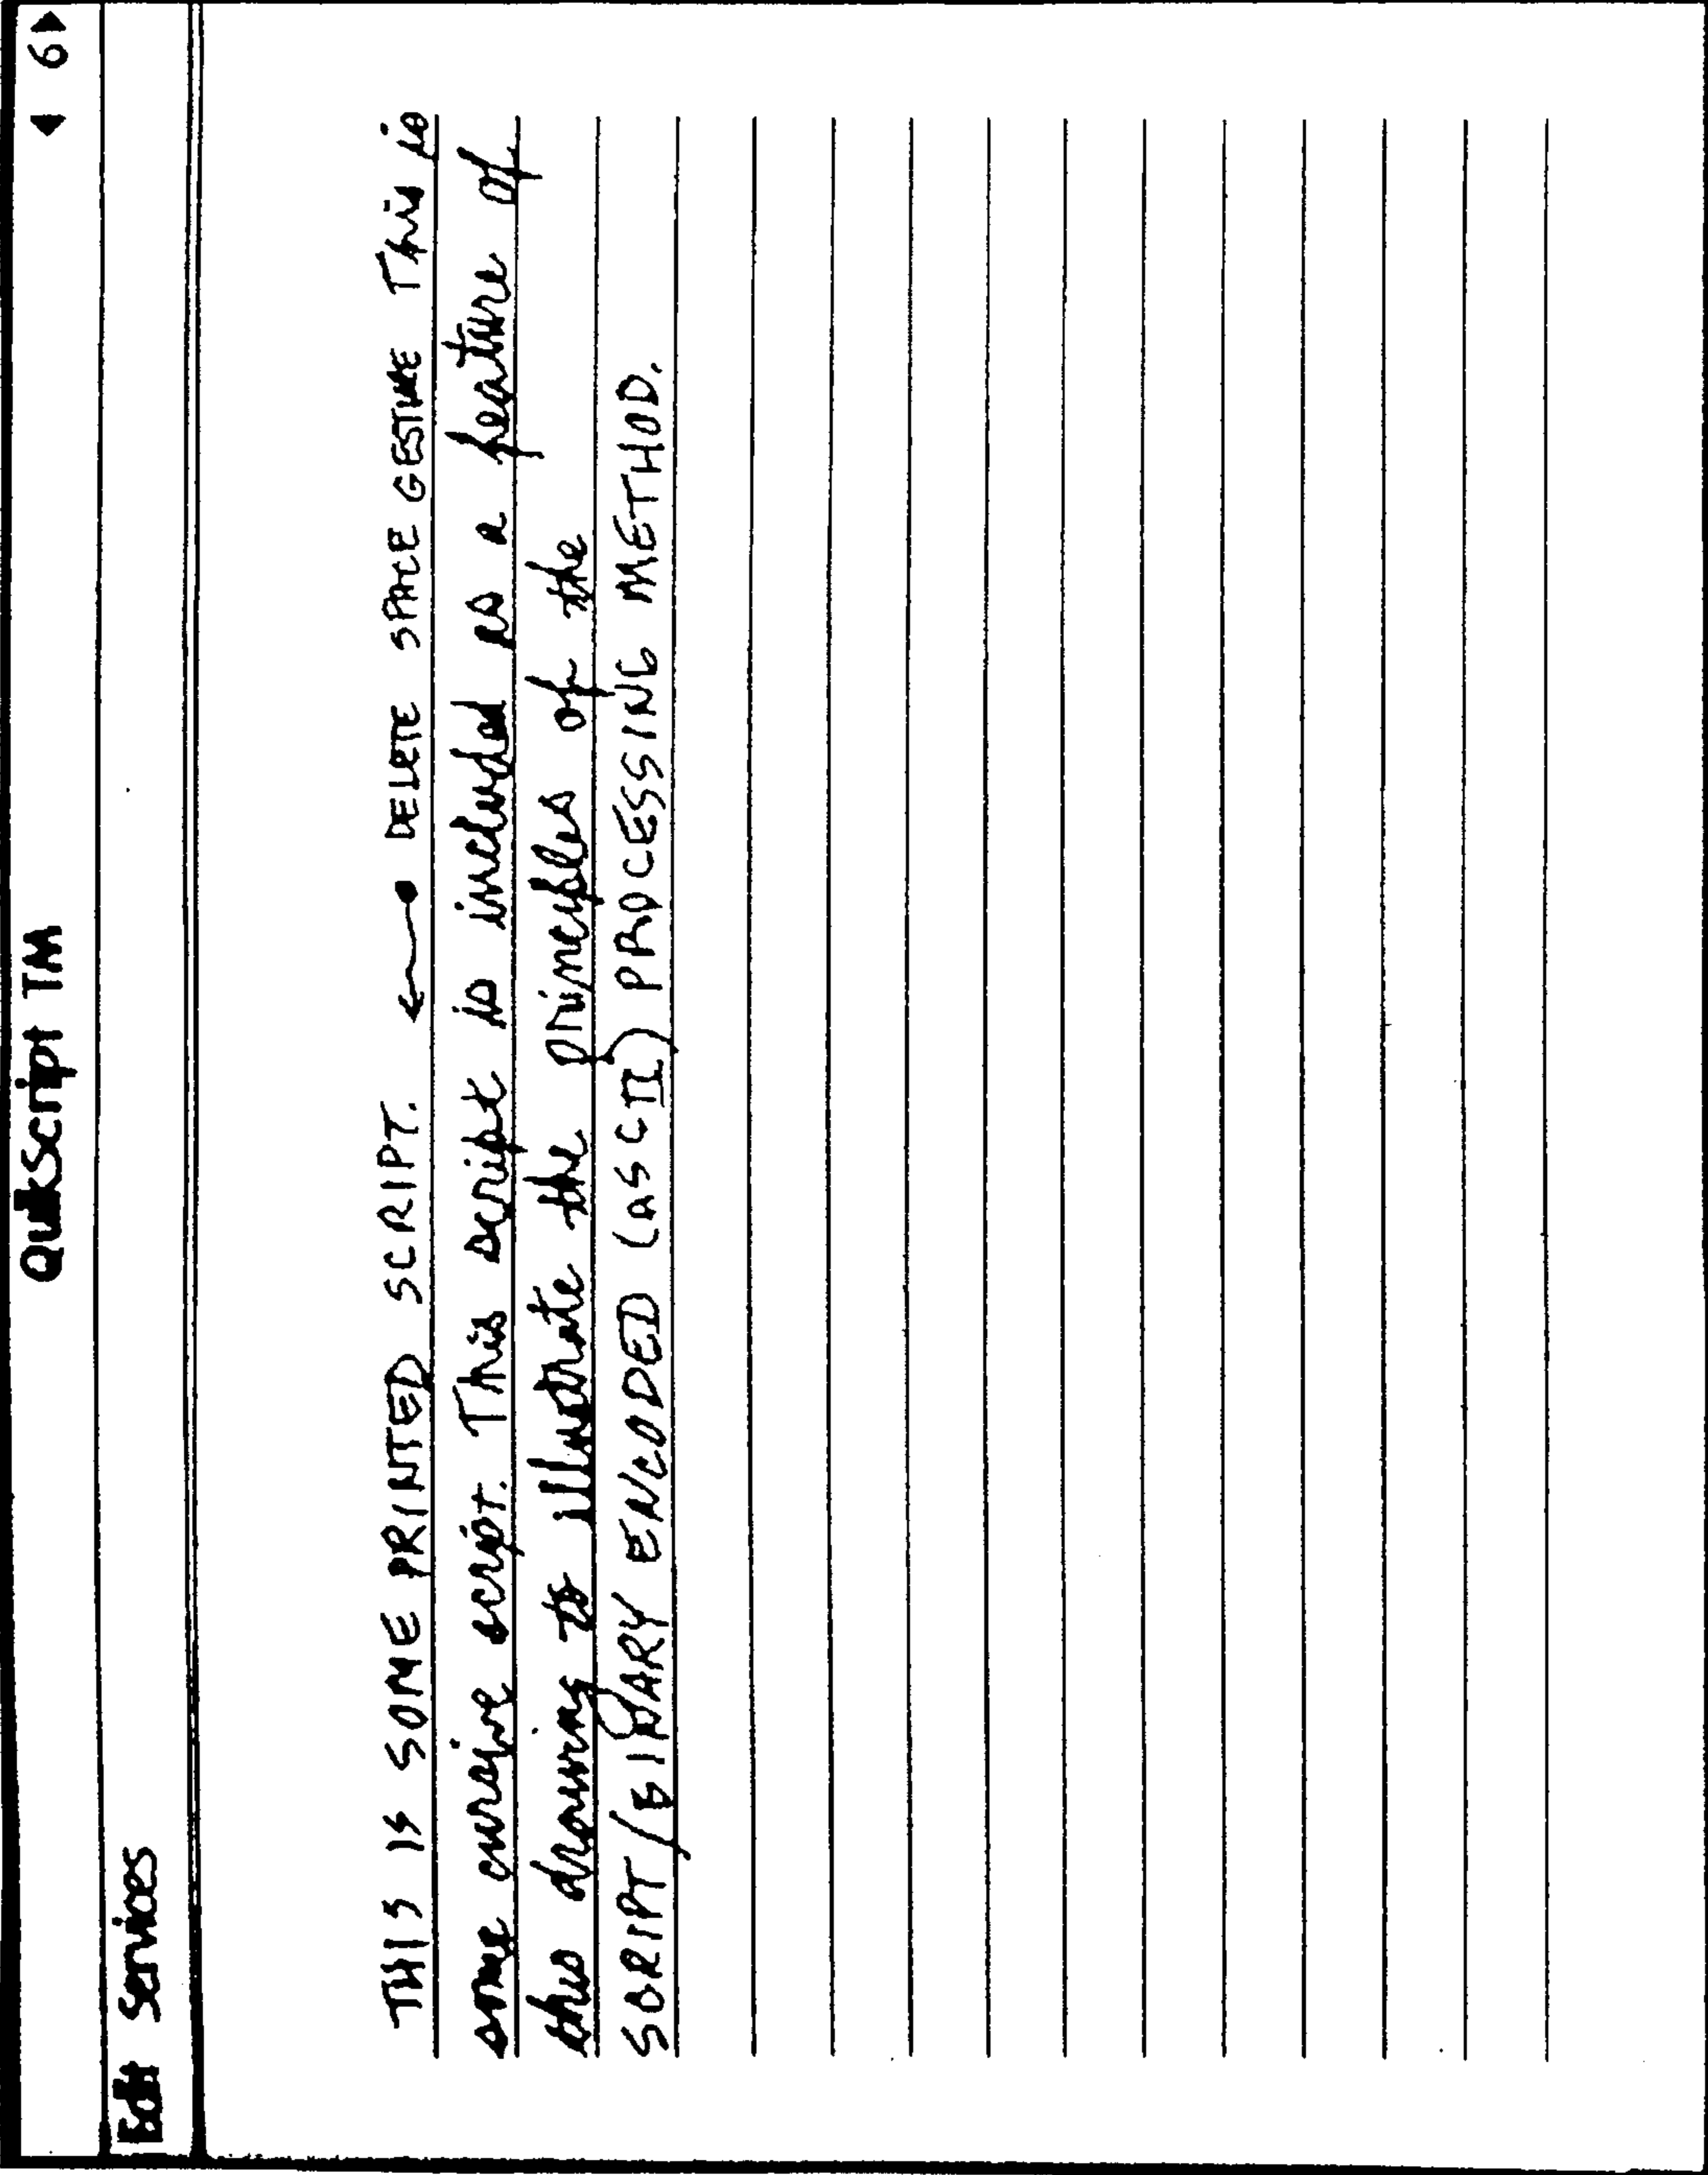 QuikScript TM ◀ 6 ▶
Edit Services
THIS IS SOME PRINTED SCRIPT. ←● DELETE SPACE GESTURE This is
some cursive script. This script is included as a feature of
this drawing to illustrate the principles of the
SCRIPT/BINARY ENCODED (ASCII) PROCESSING METHOD.